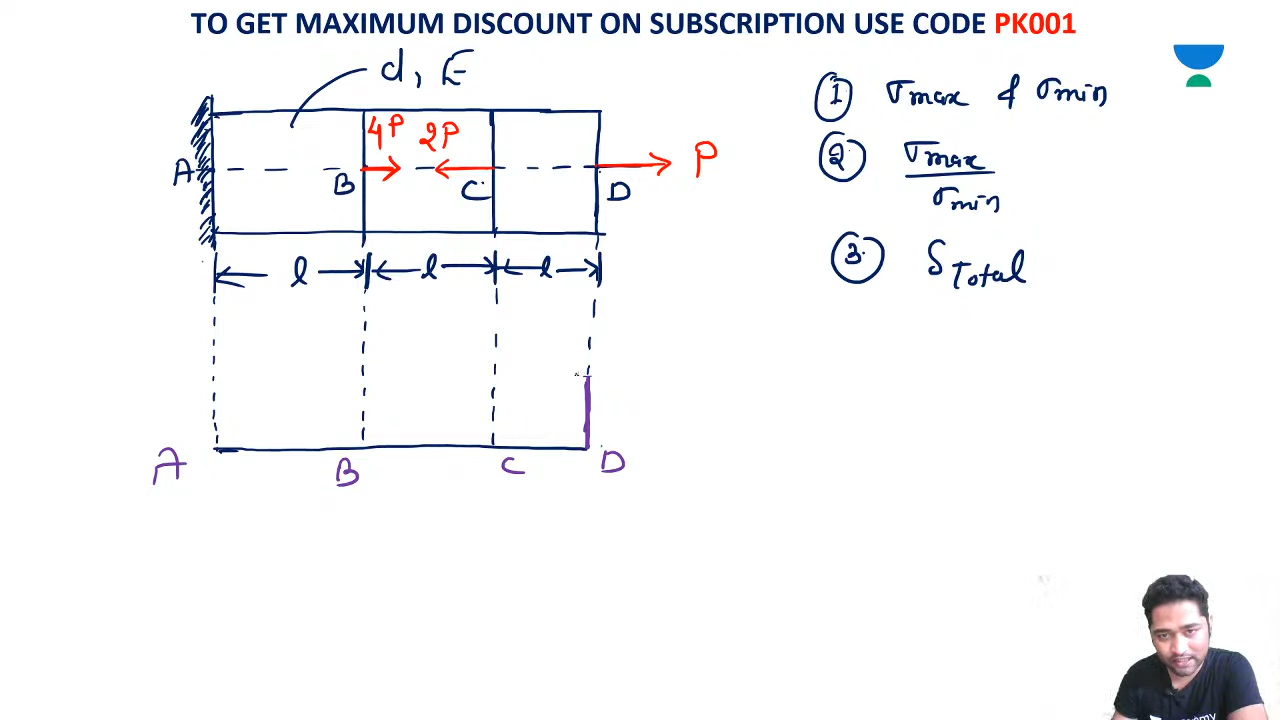 TO GET MAXIMUM DISCOUNT ON SUBSCRIPTION USE CODE PK001
d, E
① σmax & σmin
4P 2P P
② σmax
σmin
A B C D
③ δTotal
l l l
A B C D